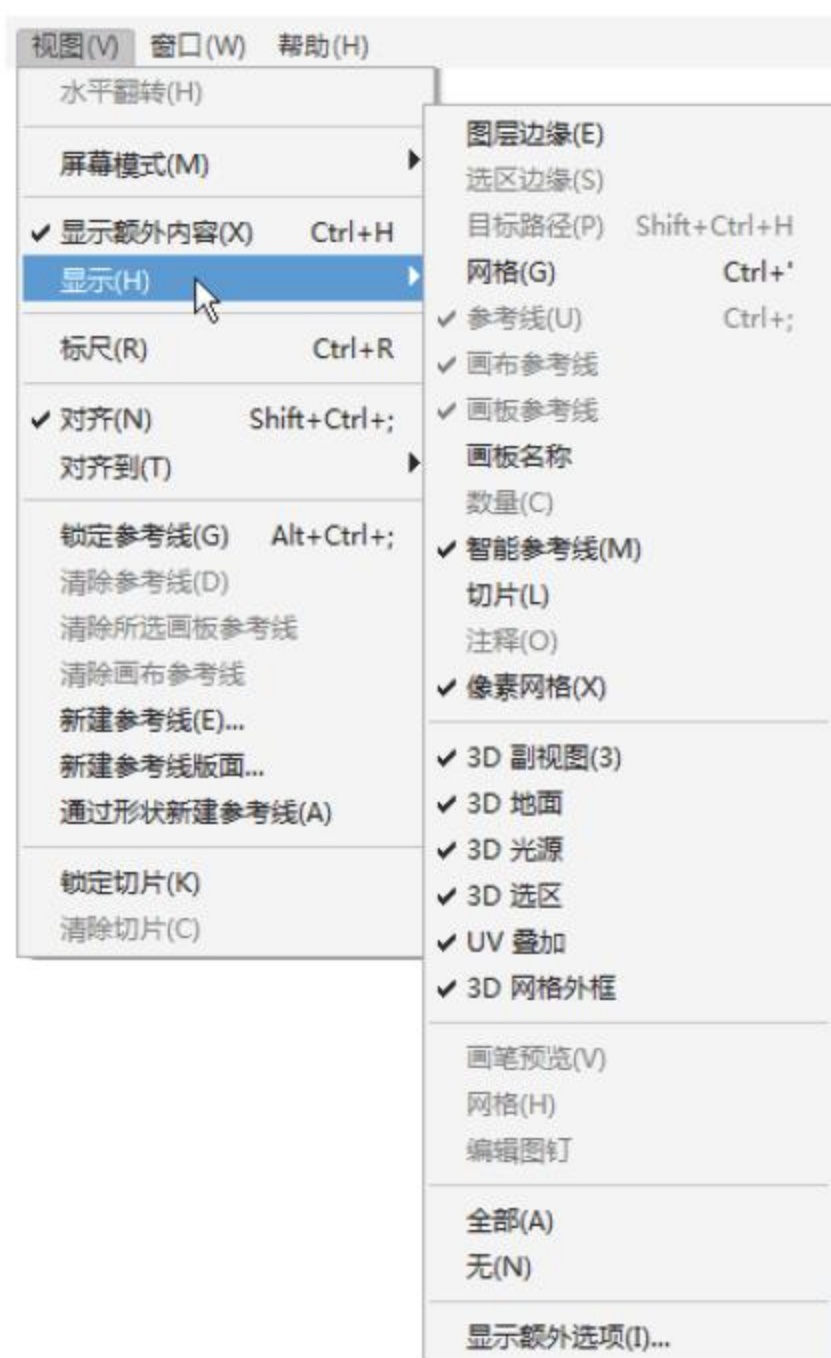 视图(V) 窗口(W) 帮助(H)
水平翻转(H)
屏幕模式(M)
显示额外内容(X) Ctrl+H
显示(H)
标尺(R) Ctrl+R
对齐(N) Shift+Ctrl+;
对齐到(T)
锁定参考线(G) Alt+Ctrl+;
清除参考线(D)
清除所选画板参考线
清除画布参考线
新建参考线(E)...
新建参考线版面...
通过形状新建参考线(A)
锁定切片(K)
清除切片(C)
图层边缘(E)
选区边缘(S)
目标路径(P) Shift+Ctrl+H
网格(G) Ctrl+'
参考线(U) Ctrl+;
画布参考线
画板参考线
画板名称
数量(C)
智能参考线(M)
切片(L)
注释(O)
像素网格(X)
3D 副视图(3)
3D 地面
3D 光源
3D 选区
UV 叠加
3D 网格外框
画笔预览(V)
网格(H)
编辑图钉
全部(A)
无(N)
显示额外选项(I)...